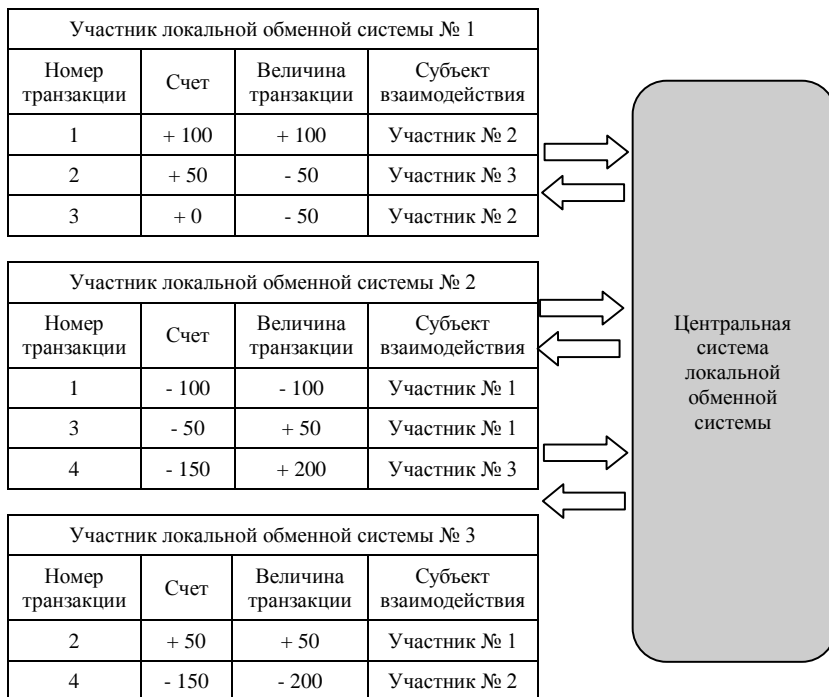 Участник локальной обменной системы № 1
Номер транзакции Счет Величина транзакции Субъект взаимодействия
1 + 100 + 100 Участник № 2
2 + 50 - 50 Участник № 3
3 + 0 - 50 Участник № 2
Участник локальной обменной системы № 2
Номер транзакции Счет Величина транзакции Субъект взаимодействия
1 - 100 - 100 Участник № 1
3 - 50 + 50 Участник № 1
4 - 150 + 200 Участник № 3
Участник локальной обменной системы № 3
Номер транзакции Счет Величина транзакции Субъект взаимодействия
2 + 50 + 50 Участник № 1
4 - 150 - 200 Участник № 2
Центральная
система
локальной
обменной
системы